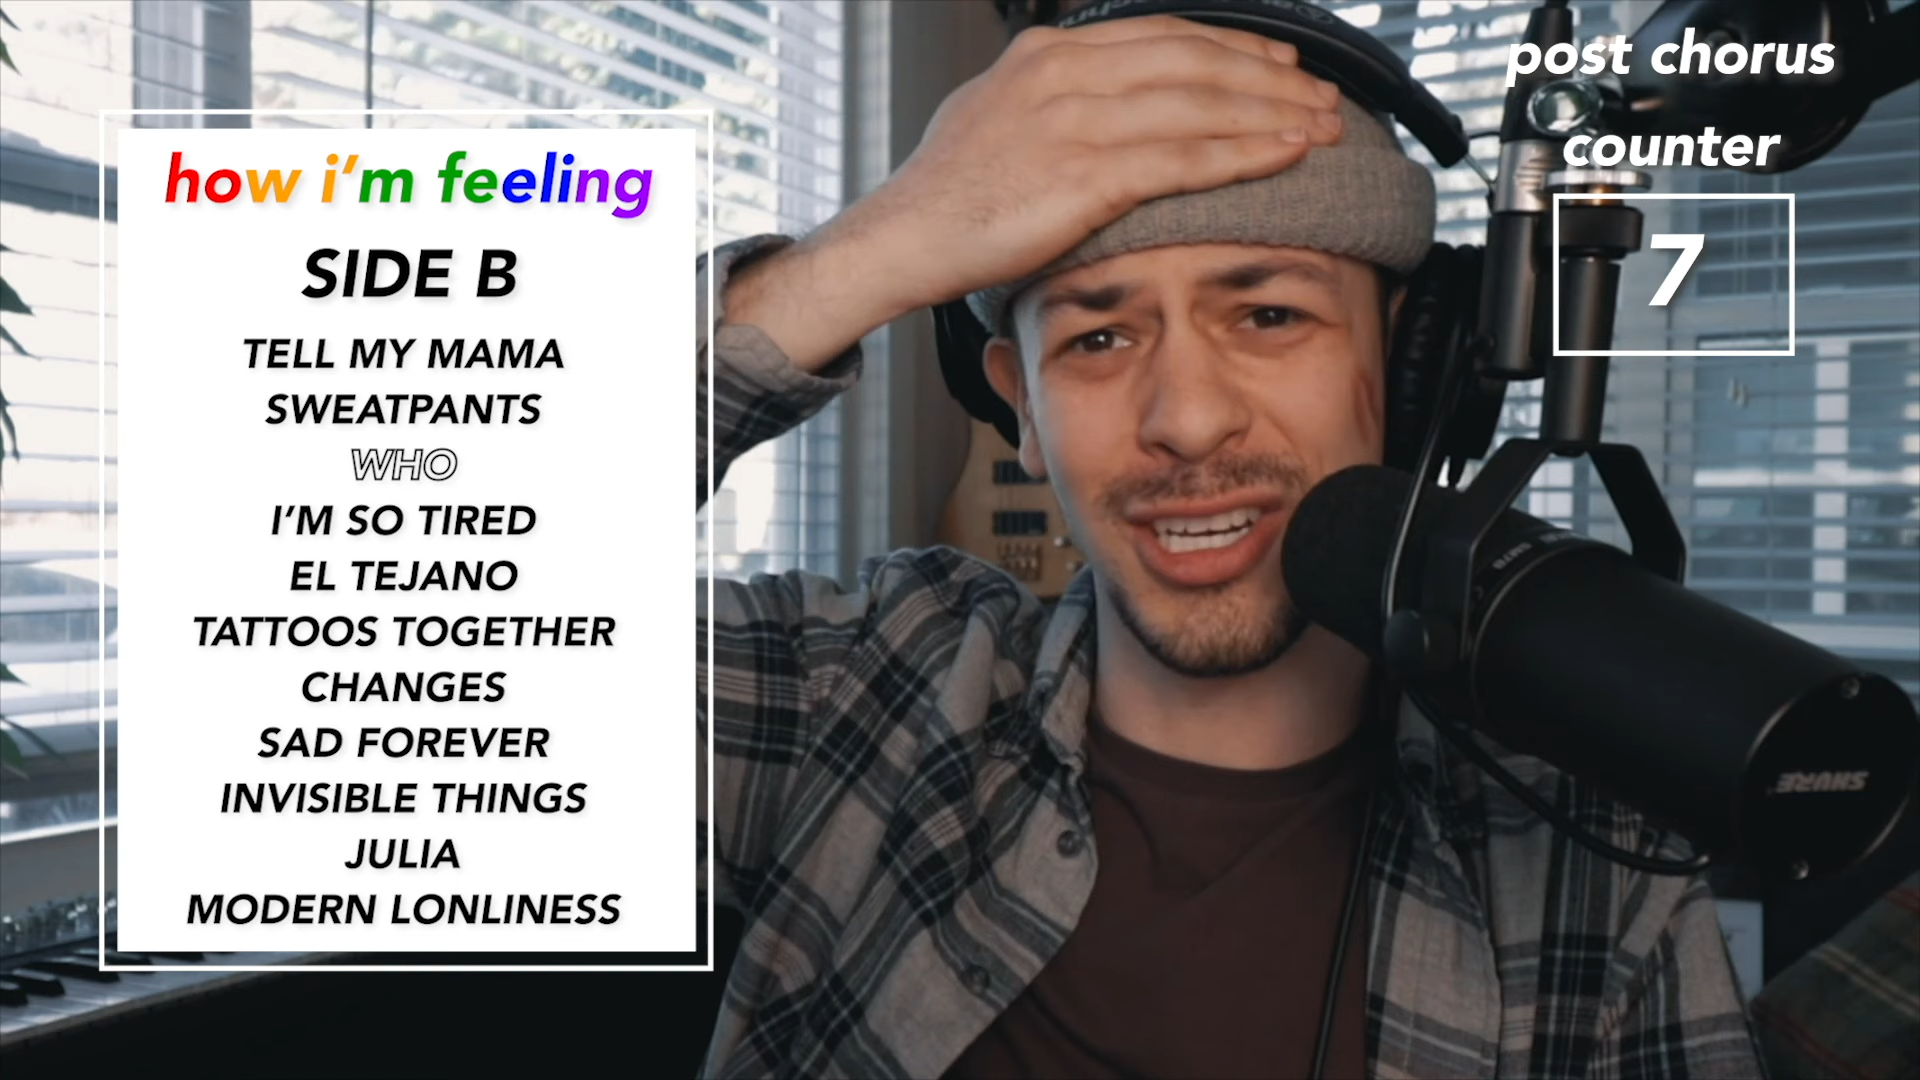 how i'm feeling
SIDE B
TELL MY MAMA
SWEATPANTS
WHO
I'M SO TIRED
EL TEJANO
TATTOOS TOGETHER
CHANGES
SAD FOREVER
INVISIBLE THINGS
JULIA
MODERN LONLINESS
post chorus
counter
7
SHURE